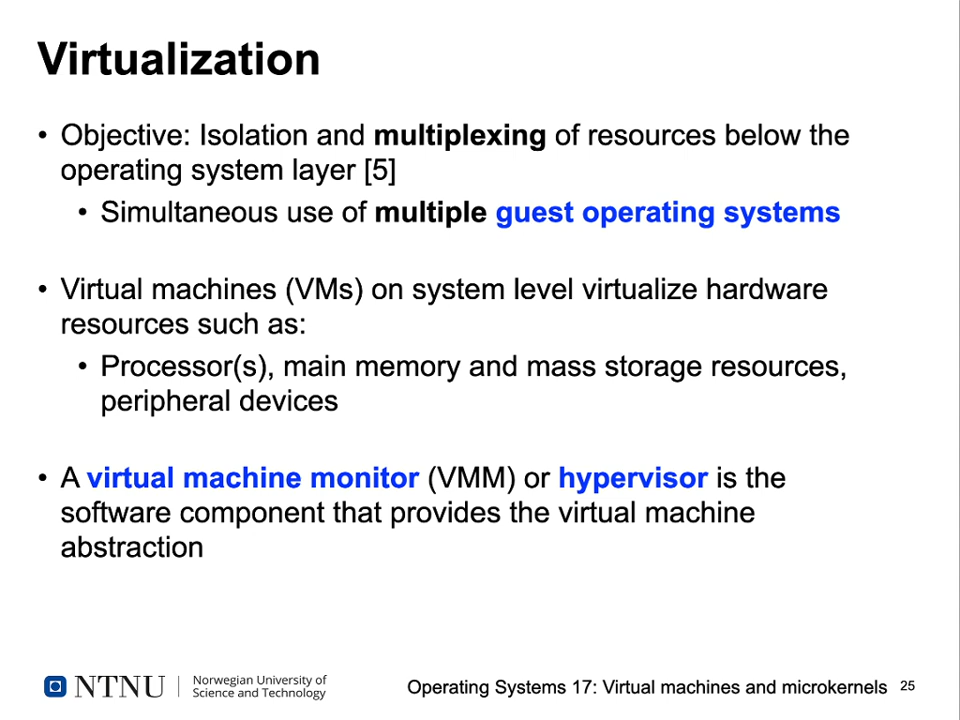 Virtualization
• Objective: Isolation and multiplexing of resources below the
operating system layer [5]
• Simultaneous use of multiple guest operating systems
• Virtual machines (VMs) on system level virtualize hardware
resources such as:
• Processor(s), main memory and mass storage resources,
peripheral devices
• A virtual machine monitor (VMM) or hypervisor is the
software component that provides the virtual machine
abstraction
NTNU
Norwegian University of
Science and Technology
Operating Systems 17: Virtual machines and microkernels 25